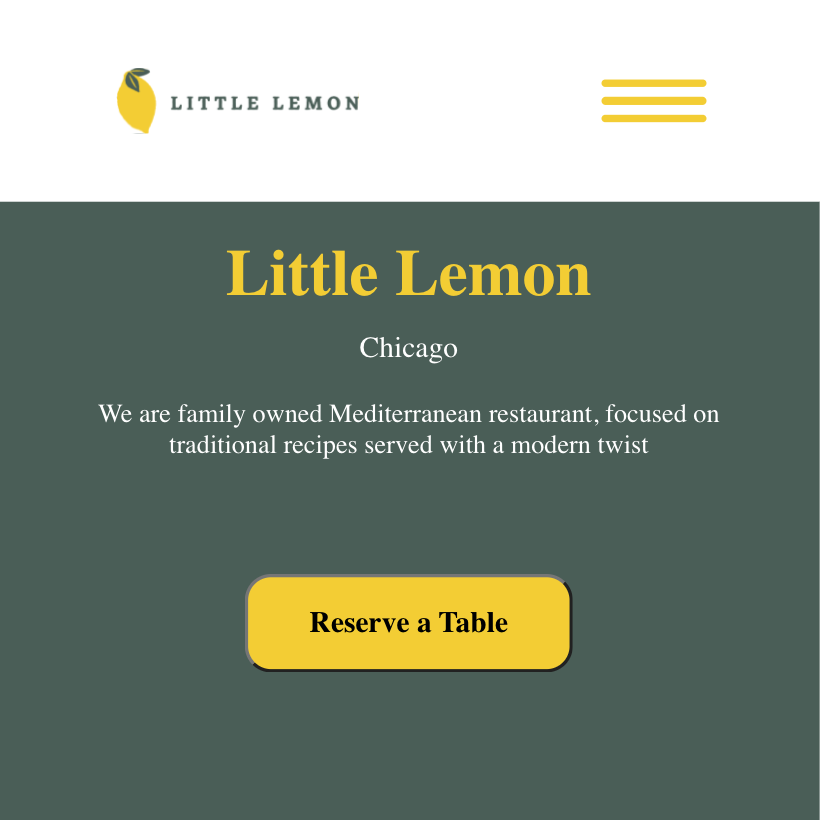 LITTLE LEMON
Little Lemon
Chicago
We are family owned Mediterranean restaurant, focused on
traditional recipes served with a modern twist
Reserve a Table